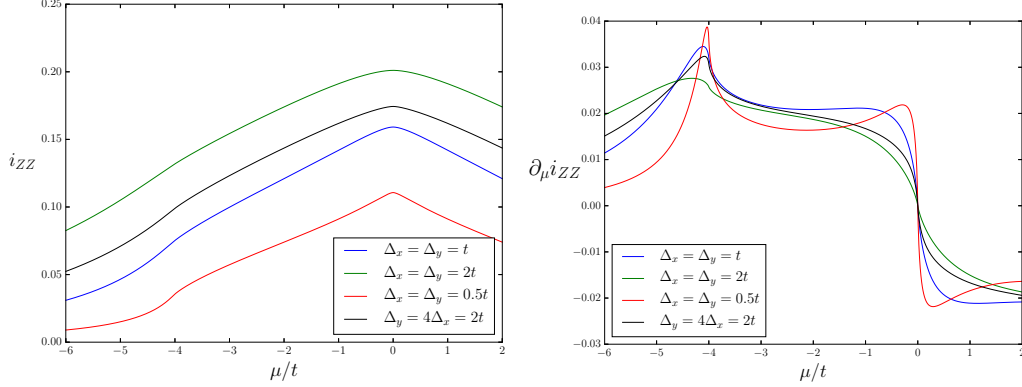 0.25
0.20
0.15
0.10
0.05
0.00
i_{ZZ}
−6 −5 −4 −3 −2 −1 0 1 2
μ/t
Δ_x = Δ_y = t
Δ_x = Δ_y = 2t
Δ_x = Δ_y = 0.5t
Δ_y = 4Δ_x = 2t
0.04
0.03
0.02
0.01
0.00
−0.01
−0.02
−0.03
∂_μ i_{ZZ}
−6 −5 −4 −3 −2 −1 0 1 2
μ/t
Δ_x = Δ_y = t
Δ_x = Δ_y = 2t
Δ_x = Δ_y = 0.5t
Δ_y = 4Δ_x = 2t